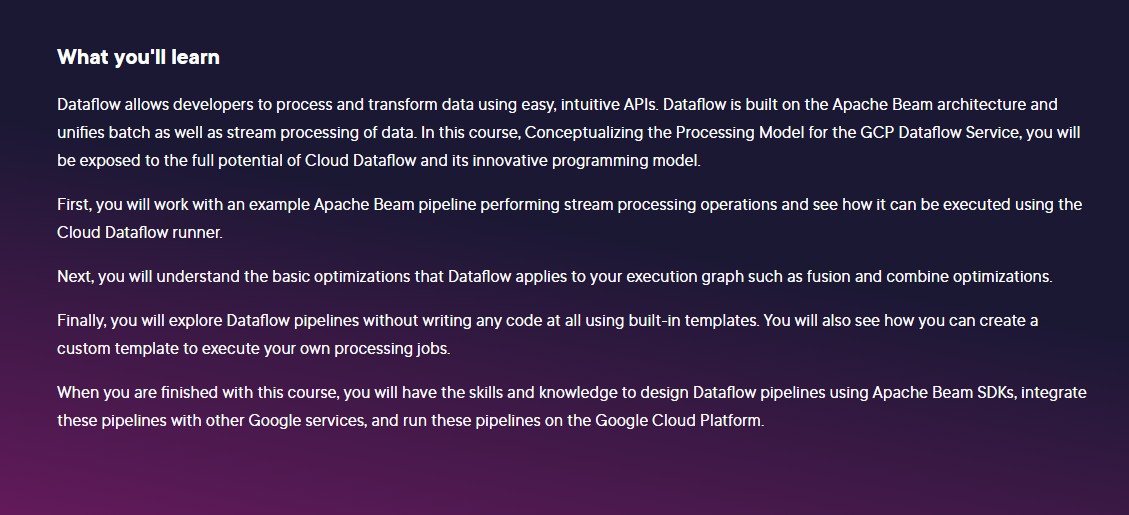 What you'll learn
Dataflow allows developers to process and transform data using easy, intuitive APIs. Dataflow is built on the Apache Beam architecture and
unifies batch as well as stream processing of data. In this course, Conceptualizing the Processing Model for the GCP Dataflow Service, you will
be exposed to the full potential of Cloud Dataflow and its innovative programming model.
First, you will work with an example Apache Beam pipeline performing stream processing operations and see how it can be executed using the
Cloud Dataflow runner.
Next, you will understand the basic optimizations that Dataflow applies to your execution graph such as fusion and combine optimizations.
Finally, you will explore Dataflow pipelines without writing any code at all using built-in templates. You will also see how you can create a
custom template to execute your own processing jobs.
When you are finished with this course, you will have the skills and knowledge to design Dataflow pipelines using Apache Beam SDKs, integrate
these pipelines with other Google services, and run these pipelines on the Google Cloud Platform.